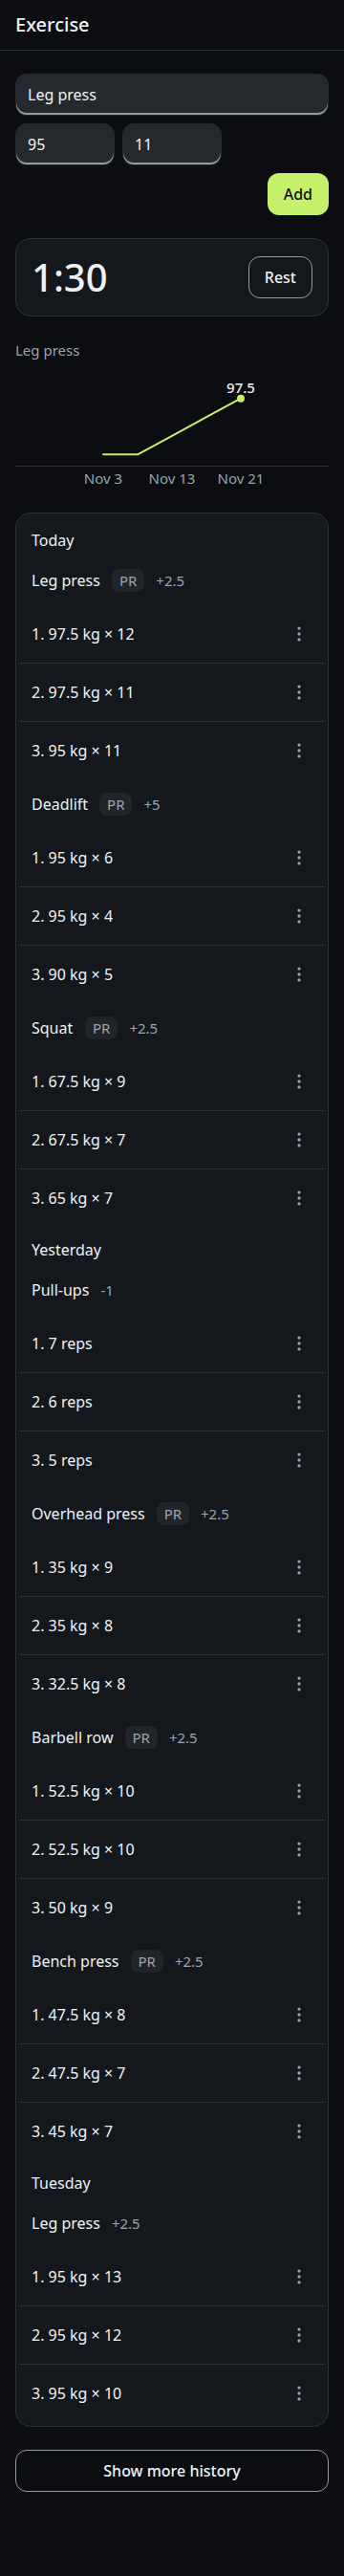 Exercise
Leg press
95 11
Add
1:30 Rest
Leg press
97.5
Nov 3 Nov 13 Nov 21
Today
Leg press PR +2.5
1. 97.5 kg × 12
2. 97.5 kg × 11
3. 95 kg × 11
Deadlift PR +5
1. 95 kg × 6
2. 95 kg × 4
3. 90 kg × 5
Squat PR +2.5
1. 67.5 kg × 9
2. 67.5 kg × 7
3. 65 kg × 7
Yesterday
Pull-ups -1
1. 7 reps
2. 6 reps
3. 5 reps
Overhead press PR +2.5
1. 35 kg × 9
2. 35 kg × 8
3. 32.5 kg × 8
Barbell row PR +2.5
1. 52.5 kg × 10
2. 52.5 kg × 10
3. 50 kg × 9
Bench press PR +2.5
1. 47.5 kg × 8
2. 47.5 kg × 7
3. 45 kg × 7
Tuesday
Leg press +2.5
1. 95 kg × 13
2. 95 kg × 12
3. 95 kg × 10
Show more history